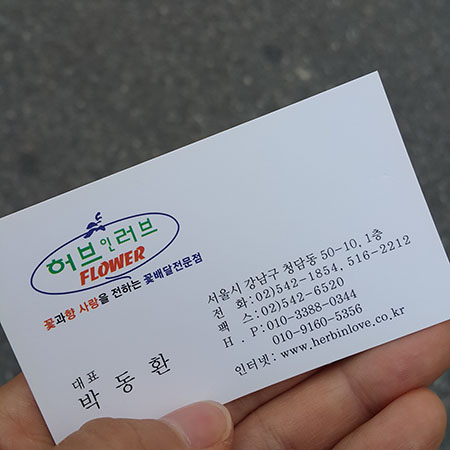 허브인러브
FLOWER
꽃과향 사랑을 전하는 꽃배달전문점
대표
박동환
서울시 강남구 청담동 50-10, 1층
전 화: 02)542-1854, 516-2212
팩 스: 02)542-6520
H . P: 010-3388-0344
010-9160-5356
인터넷: www.herbinlove.co.kr